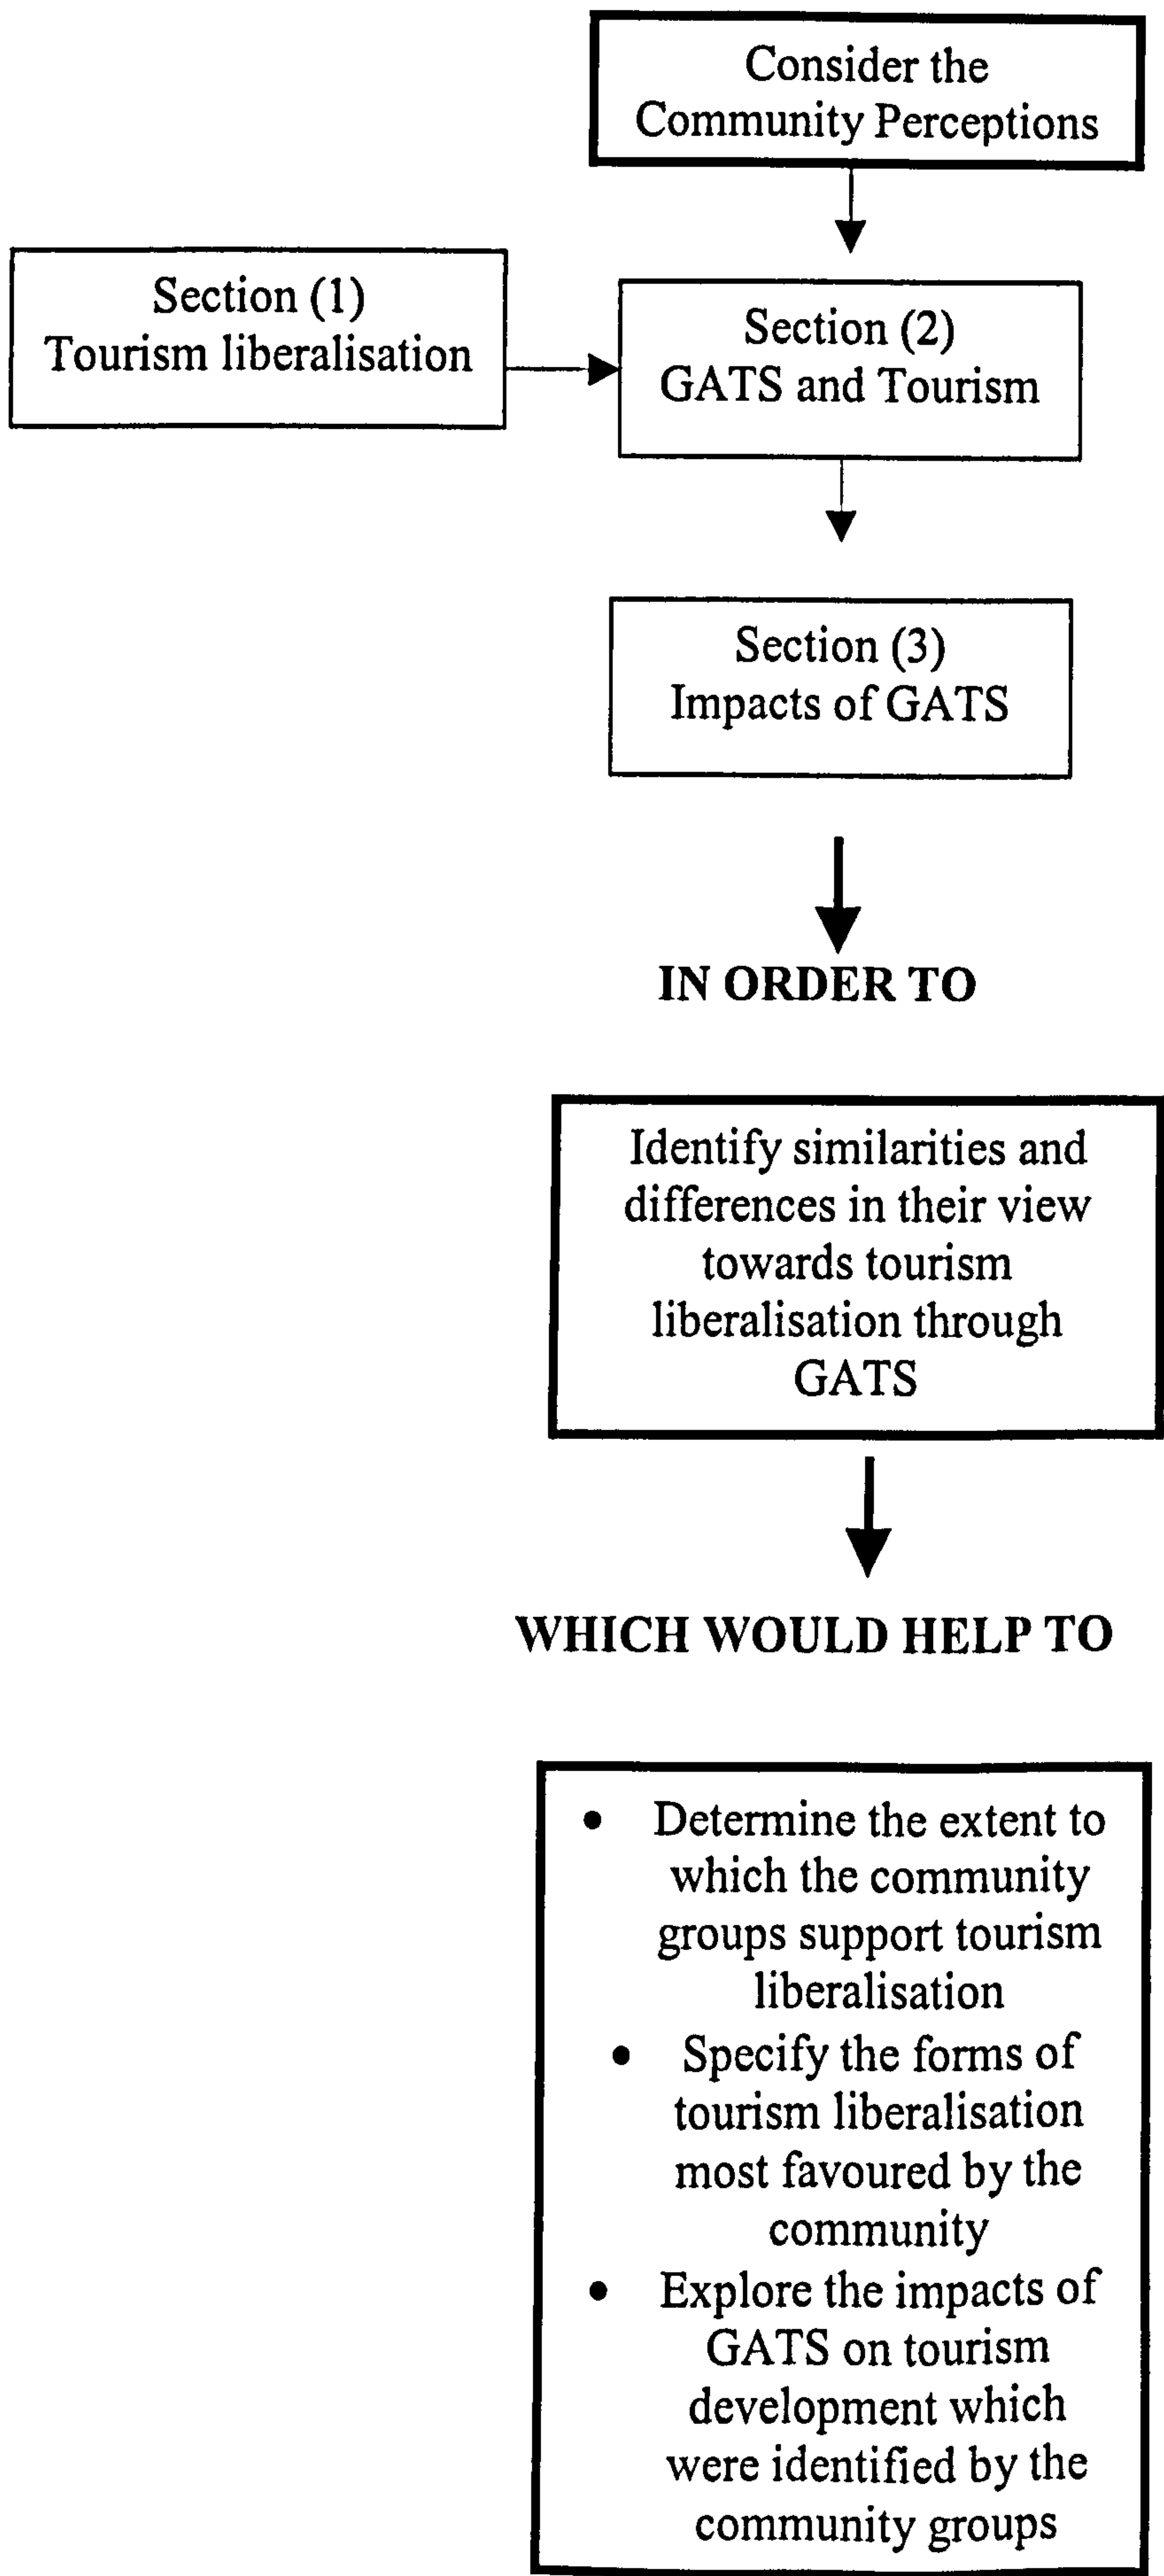 Consider the
Community Perceptions
Section (1)
Tourism liberalisation
Section (2)
GATS and Tourism
Section (3)
Impacts of GATS
IN ORDER TO
Identify similarities and
differences in their view
towards tourism
liberalisation through
GATS
WHICH WOULD HELP TO
• Determine the extent to
which the community
groups support tourism
liberalisation
• Specify the forms of
tourism liberalisation
most favoured by the
community
• Explore the impacts of
GATS on tourism
development which
were identified by the
community groups